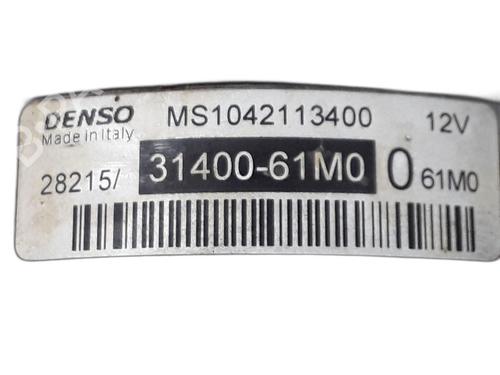 DENSO MS1042113400 12V
Made in Italy
28215/ 31400-61M0 0 61M0